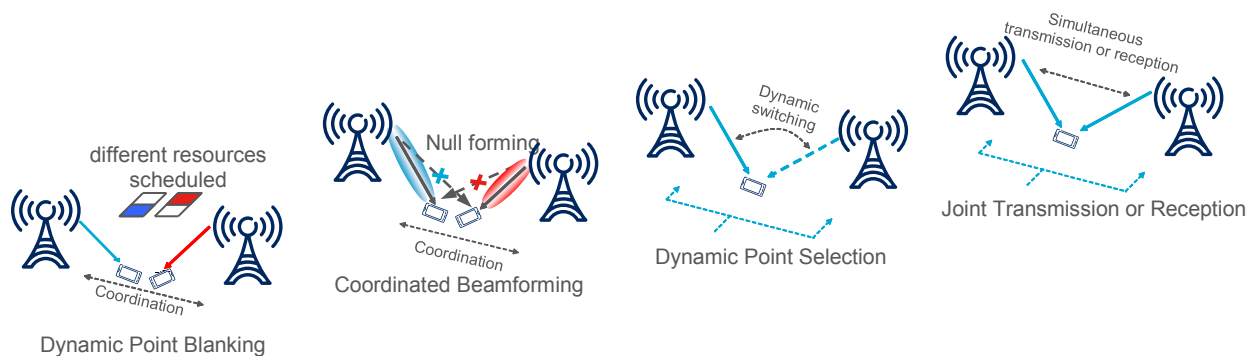 different resources
scheduled
Coordination
Dynamic Point Blanking
Null forming
Coordination
Coordinated Beamforming
Dynamic
switching
Dynamic Point Selection
Simultaneous
transmission or reception
Joint Transmission or Reception